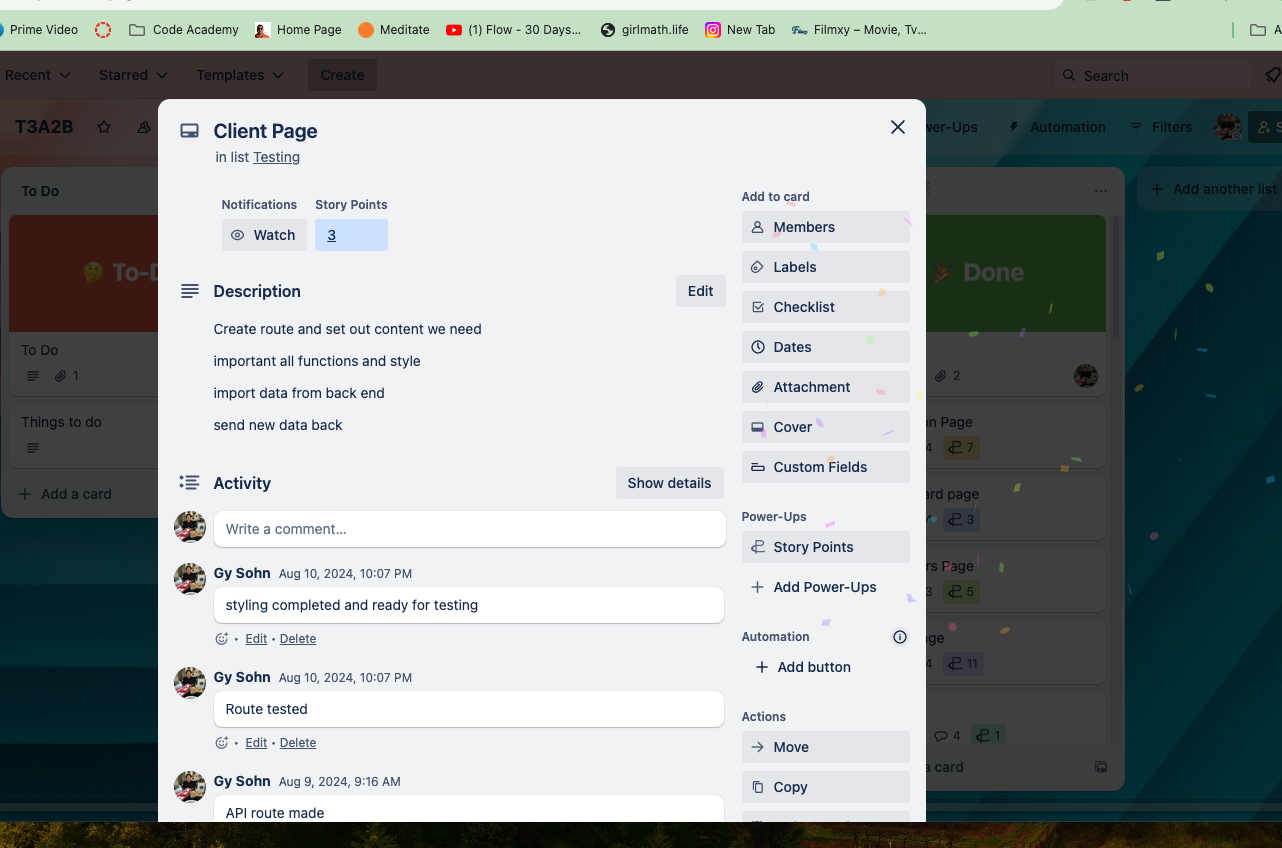 Prime Video
Code Academy
Home Page
Meditate
(1) Flow - 30 Days...
girlmath.life
New Tab
Filmxy – Movie, Tv...
Recent
Starred
Templates
Create
Search
T3A2B
er-Ups
Automation
Filters
To Do
To Do
1
Things to do
Add a card
Client Page
in list Testing
Notifications
Story Points
Watch
3
Description
Edit
Create route and set out content we need
important all functions and style
import data from back end
send new data back
Activity
Show details
Write a comment...
Gy Sohn Aug 10, 2024, 10:07 PM
styling completed and ready for testing
• Edit • Delete
Gy Sohn Aug 10, 2024, 10:07 PM
Route tested
• Edit • Delete
Gy Sohn Aug 9, 2024, 9:16 AM
API route made
Add to card
Members
Labels
Checklist
Dates
Attachment
Cover
Custom Fields
Power-Ups
Story Points
Add Power-Ups
Automation
Add button
Actions
Move
Copy
Add another list
Done
2
Page
7
page
3
Page
3
5
4
11
4
1
card